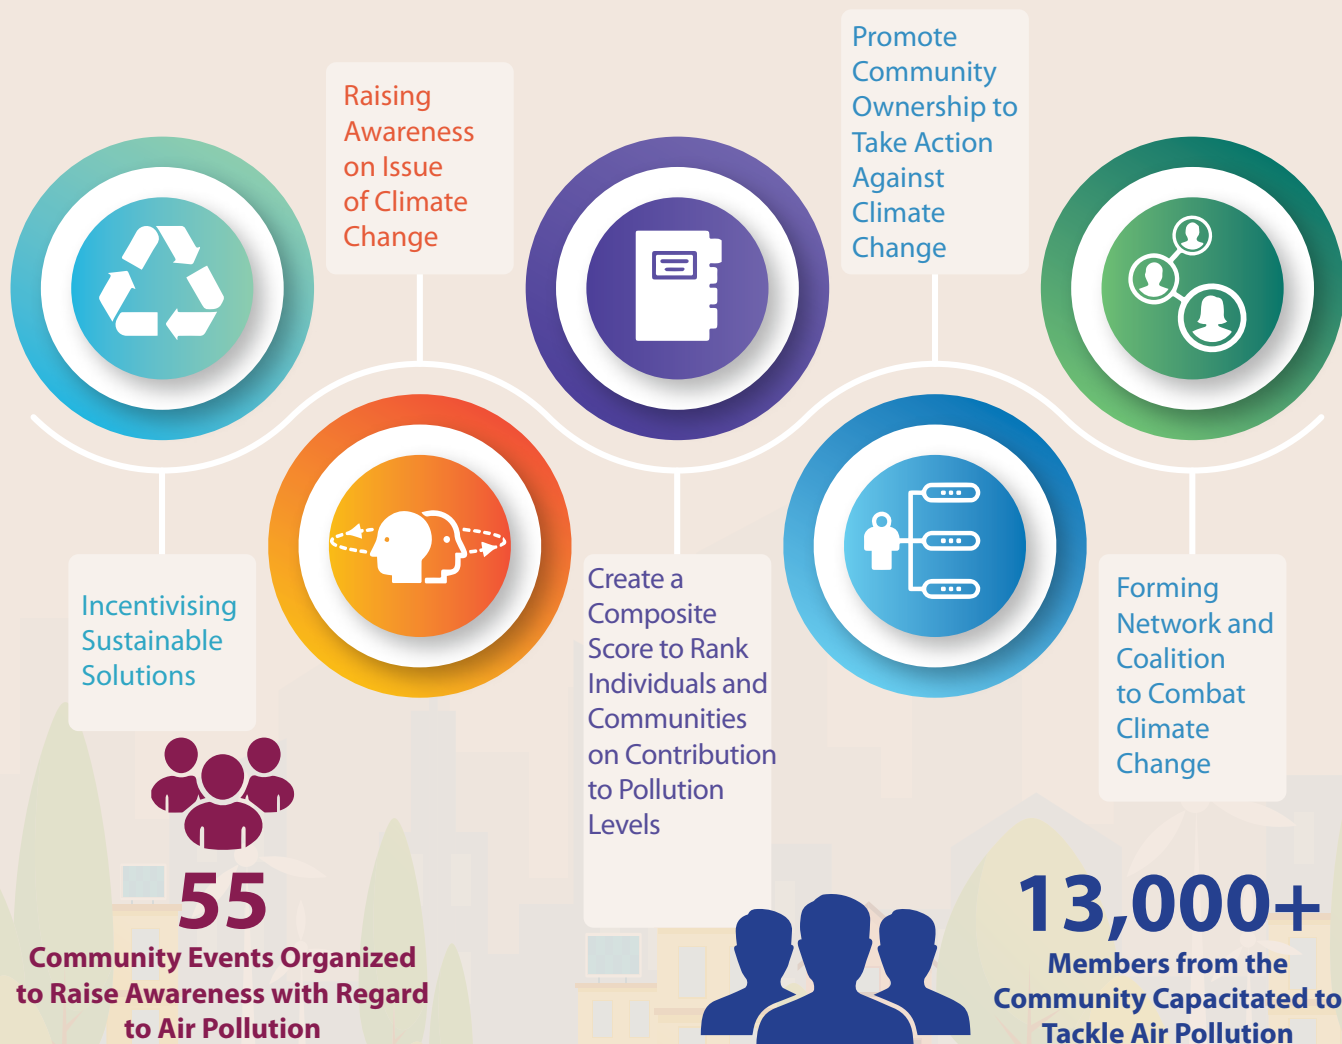 Incentivising
Sustainable
Solutions
Raising
Awareness
on Issue
of Climate
Change
Create a
Composite
Score to Rank
Individuals and
Communities
on Contribution
to Pollution
Levels
Promote
Community
Ownership to
Take Action
Against
Climate
Change
Forming
Network and
Coalition
to Combat
Climate
Change
55
Community Events Organized
to Raise Awareness with Regard
to Air Pollution
13,000+
Members from the
Community Capacitated to
Tackle Air Pollution